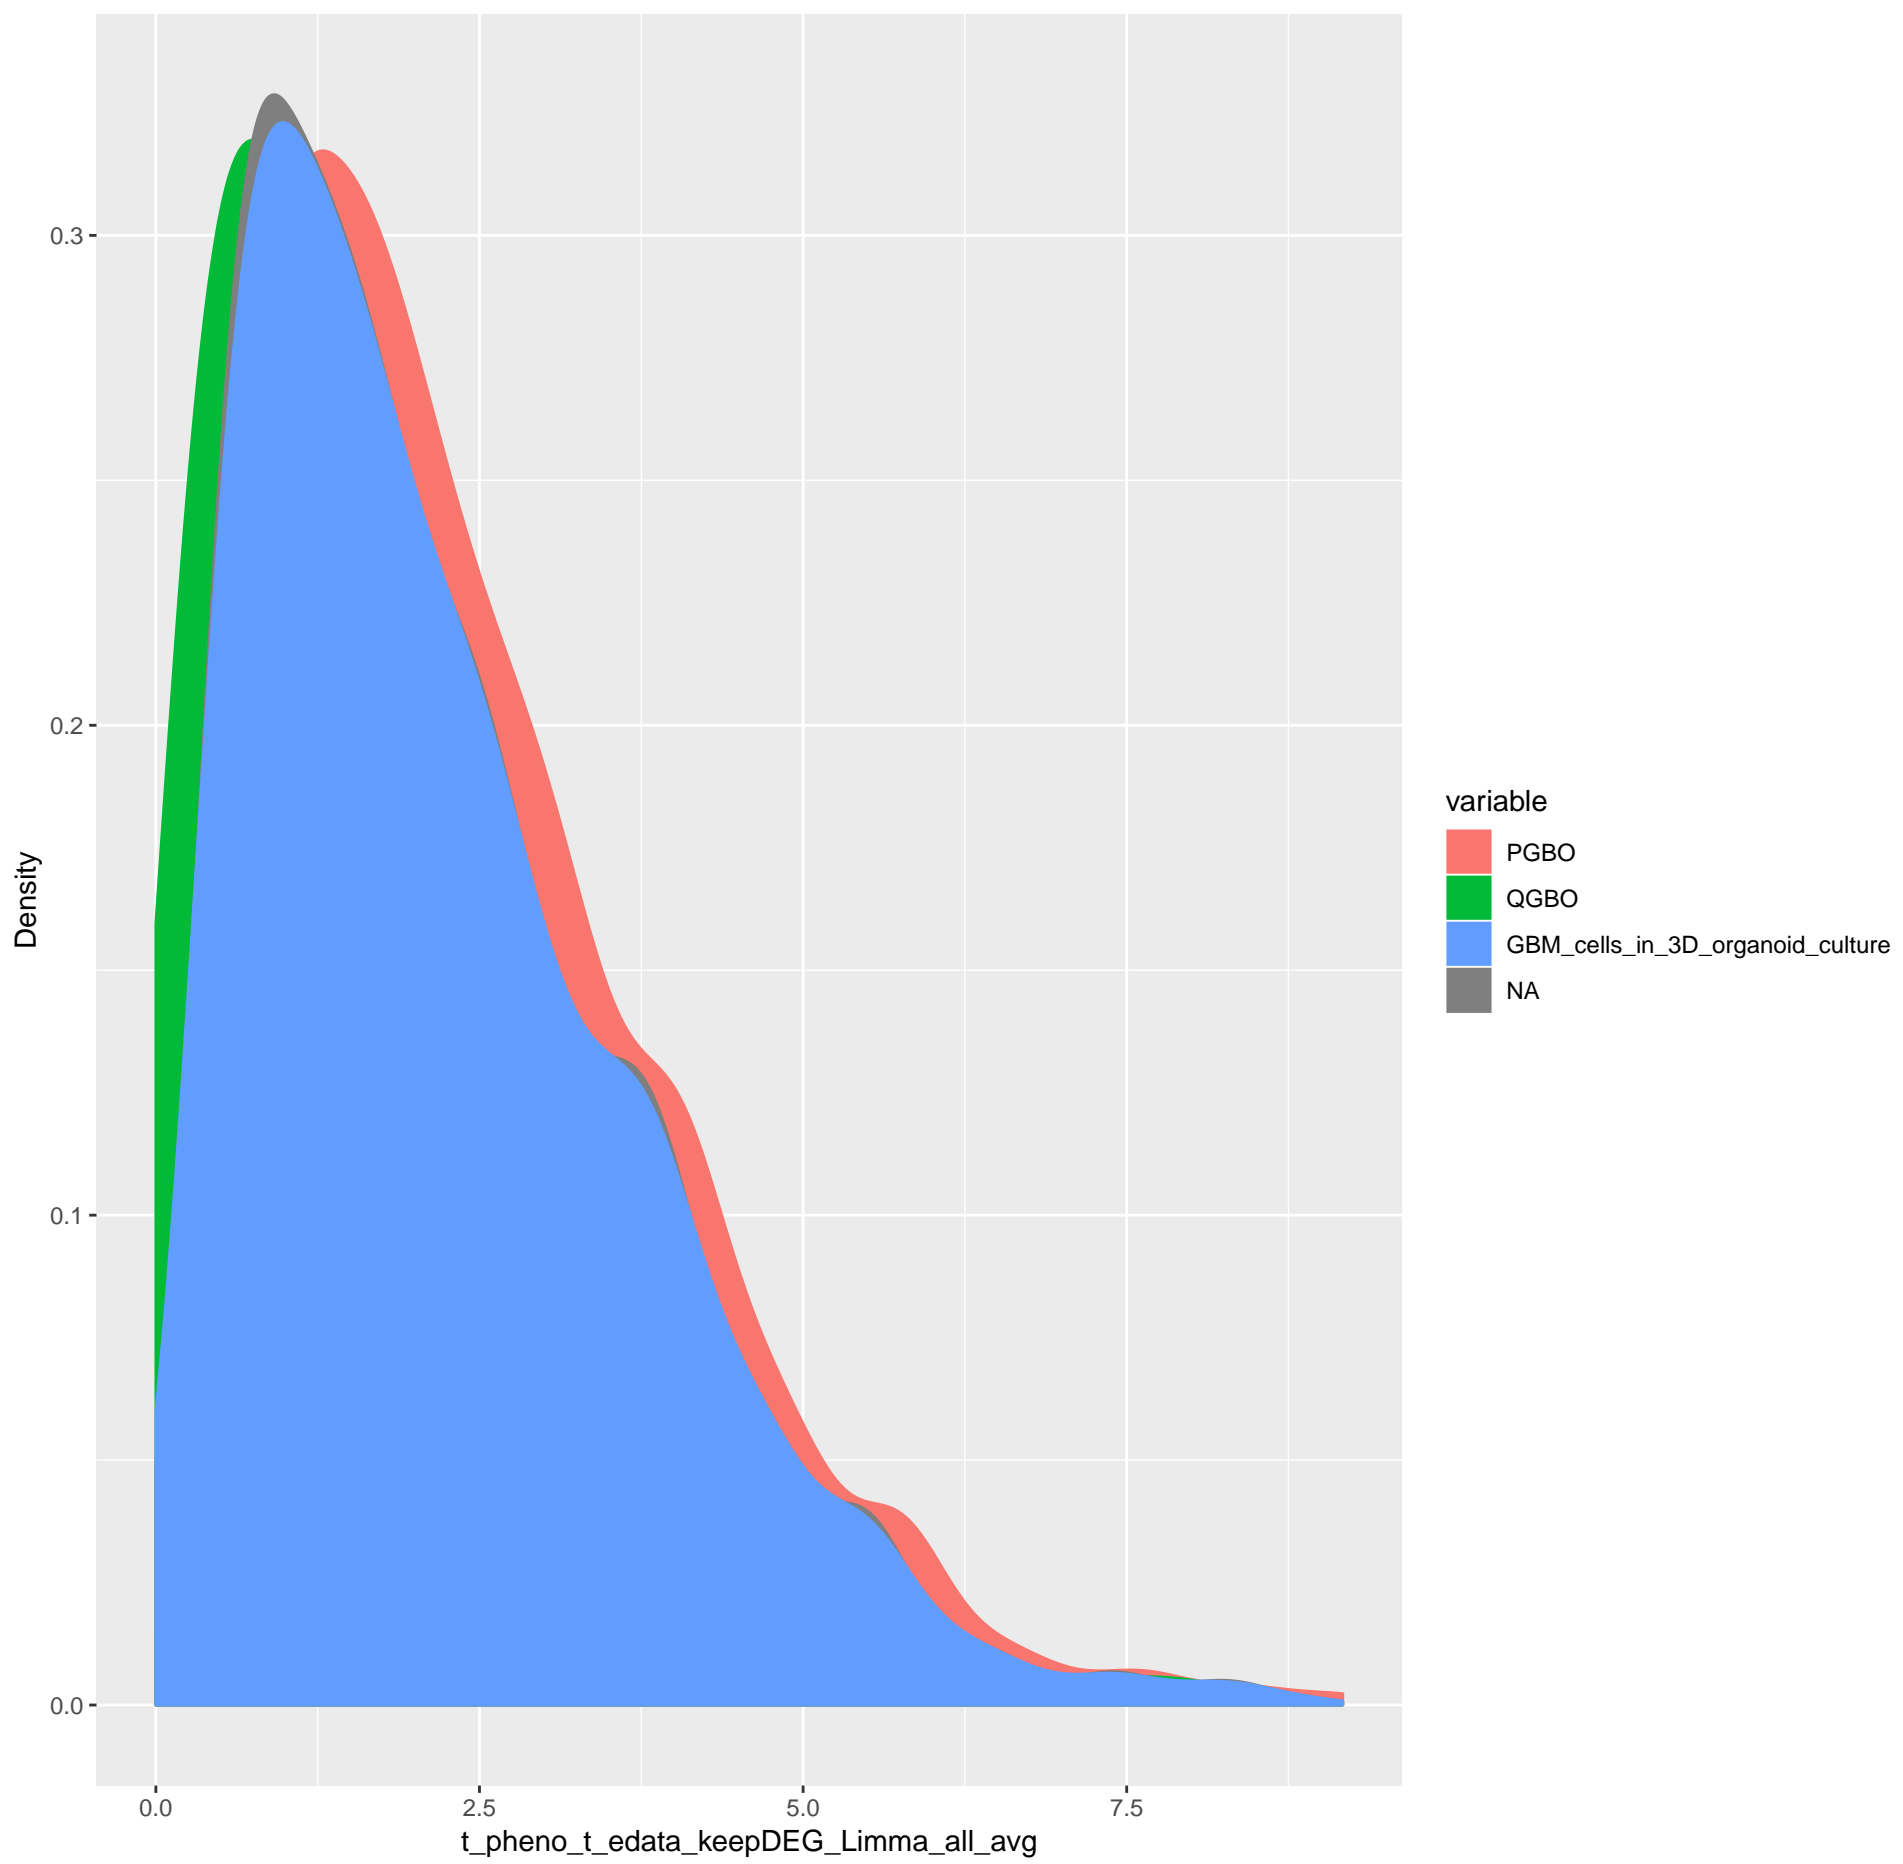 0.3
0.2
0.1
0.0
Density
0.0 2.5 5.0 7.5
t_pheno_t_edata_keepDEG_Limma_all_avg
variable
PGBO
QGBO
GBM_cells_in_3D_organoid_culture
NA